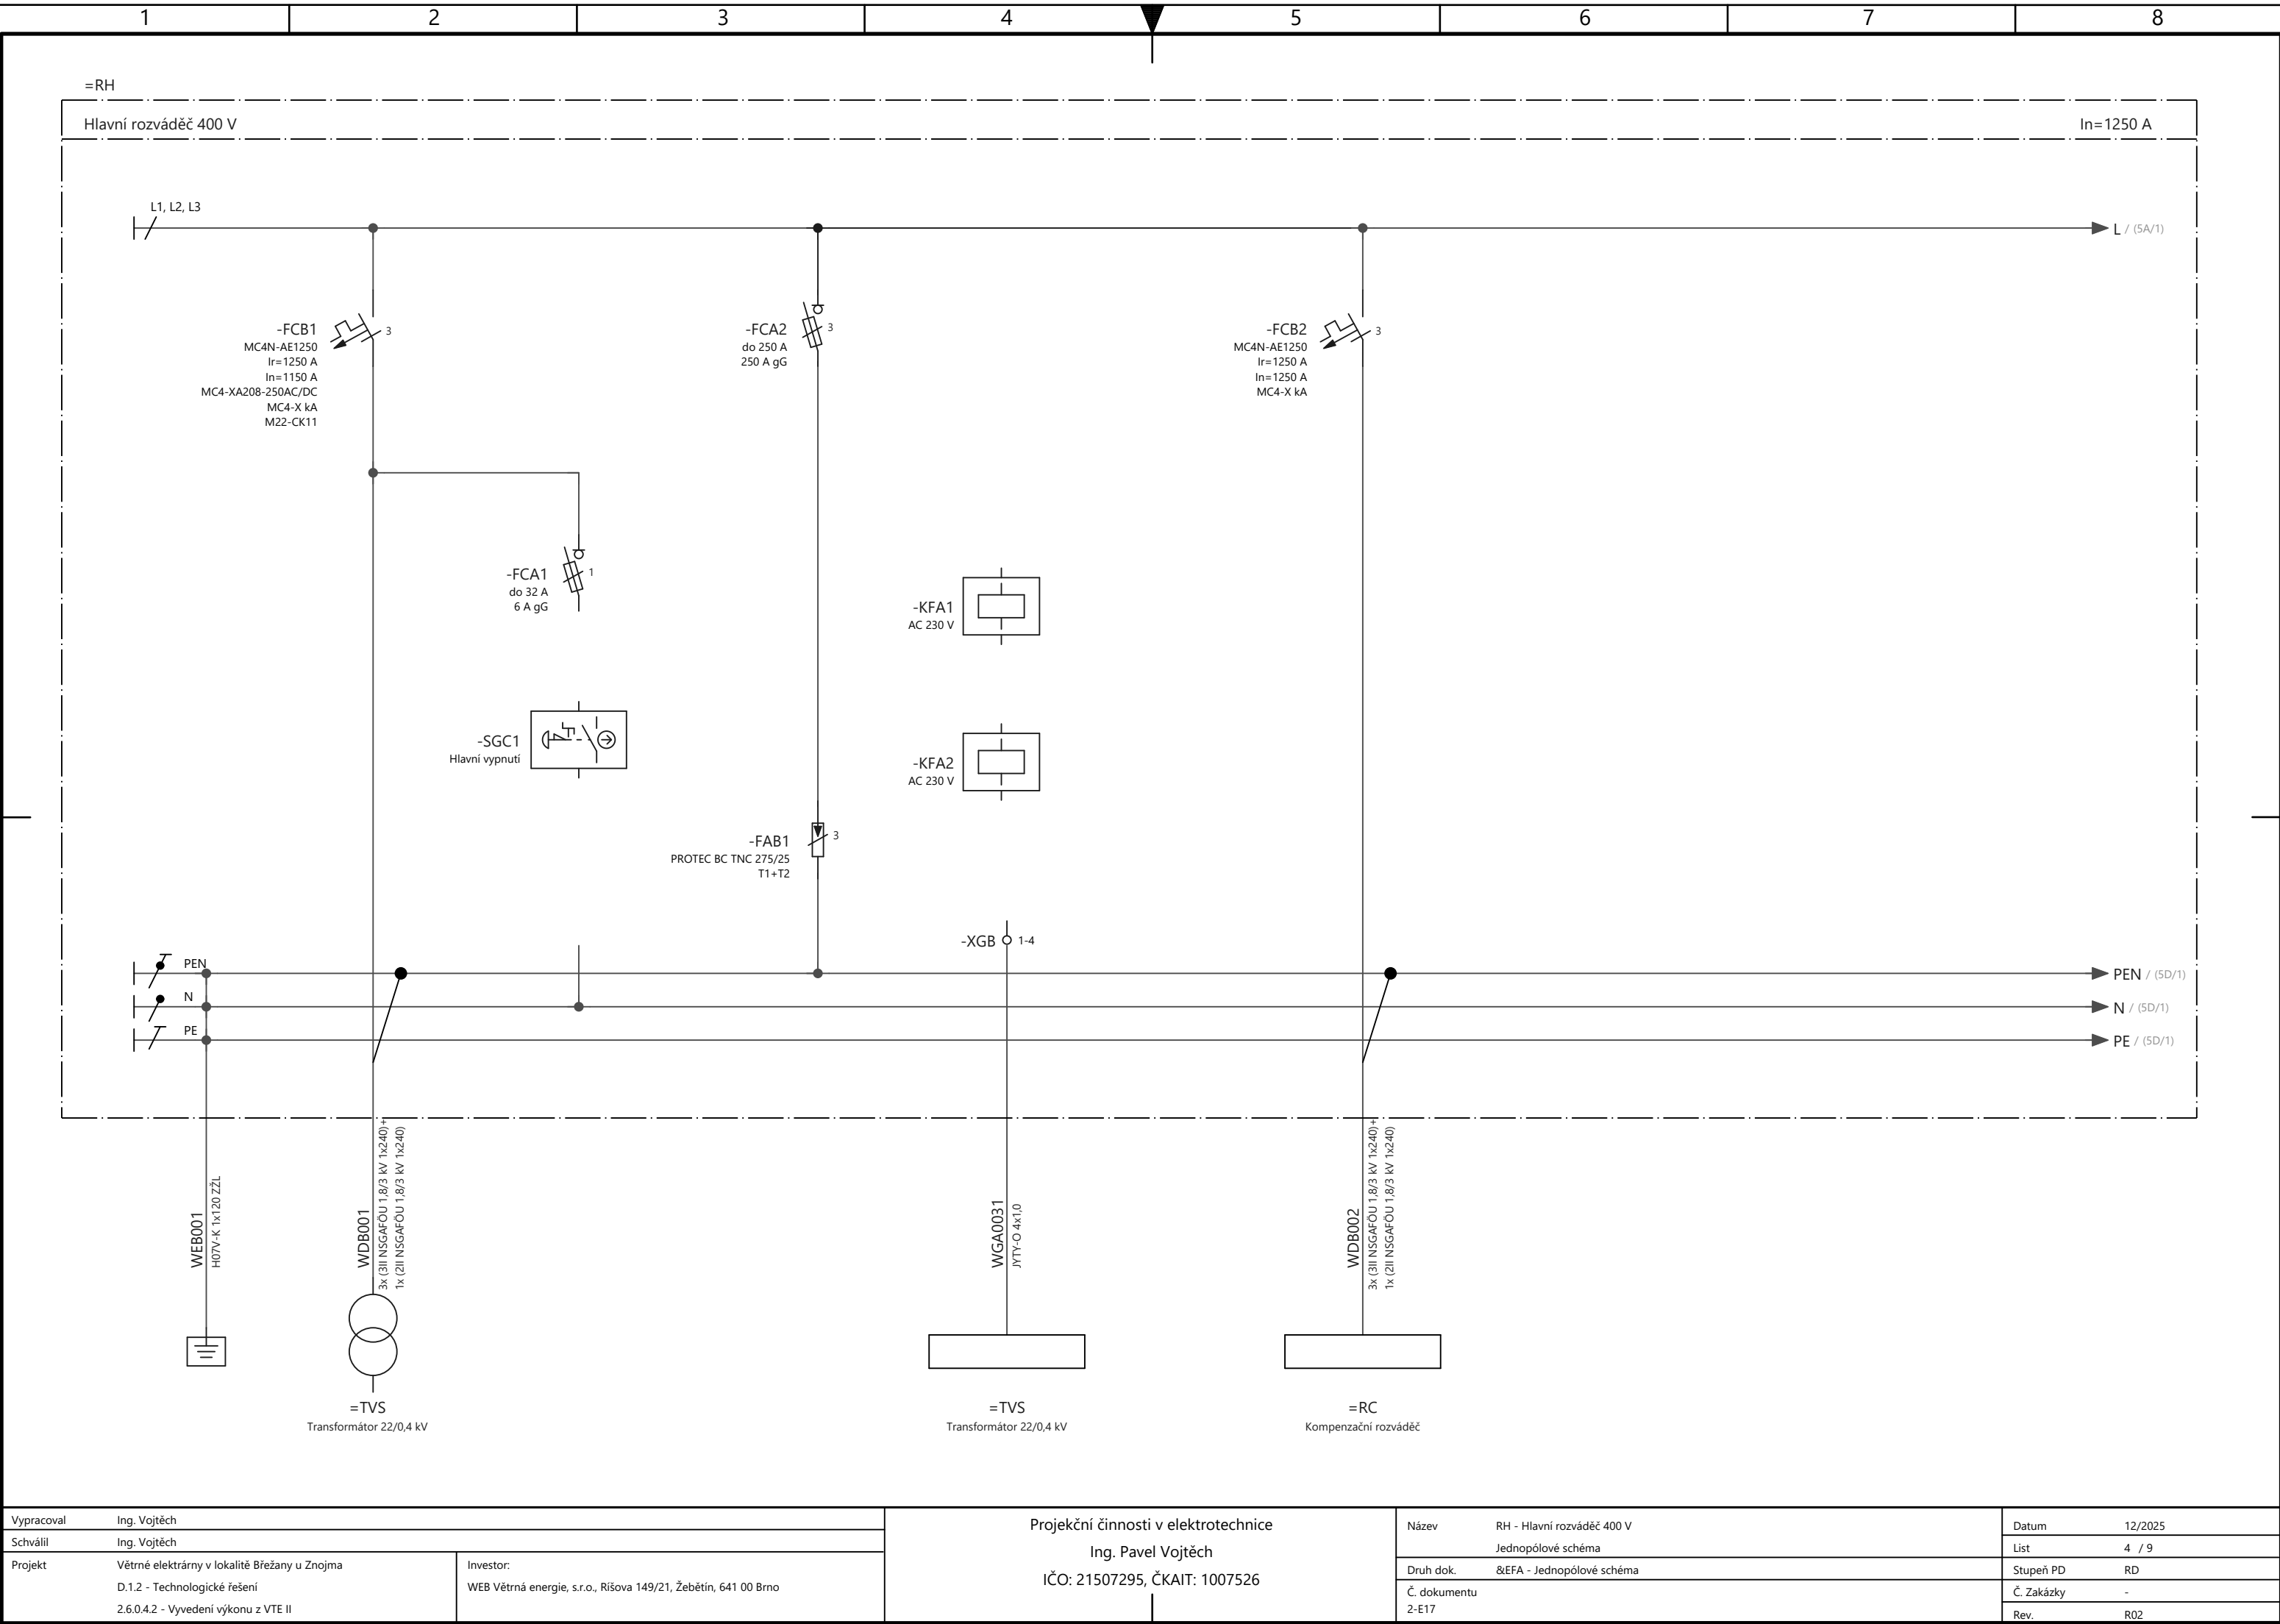 1 2 3 4 5 6 7 8
=RH
Hlavní rozváděč 400 V
In=1250 A
L1, L2, L3
L / (5A/1)
-FCB1
MC4N-AE1250
Ir=1250 A
In=1150 A
MC4-XA208-250AC/DC
MC4-X kA
M22-CK11
3
-FCA2
do 250 A
250 A gG
3
-FCB2
MC4N-AE1250
Ir=1250 A
In=1250 A
MC4-X kA
3
-FCA1
do 32 A
6 A gG
1
-KFA1
AC 230 V
-SGC1
Hlavní vypnutí
-KFA2
AC 230 V
-FAB1
PROTEC BC TNC 275/25
T1+T2
3
-XGB 1-4
PEN
PEN / (5D/1)
N
N / (5D/1)
PE
PE / (5D/1)
WEB001
H07V-K 1x120 ZŽL
WDB001
3x (3II NSGAFÖU 1,8/3 kV 1x240)+
1x (2II NSGAFÖU 1,8/3 kV 1x240)
WGA0031
JYTY-O 4x1,0
WDB002
3x (3II NSGAFÖU 1,8/3 kV 1x240)+
1x (2II NSGAFÖU 1,8/3 kV 1x240)
=TVS
Transformátor 22/0,4 kV
=TVS
Transformátor 22/0,4 kV
=RC
Kompenzační rozváděč
Vypracoval Ing. Vojtěch
Schválil Ing. Vojtěch
Projekt Větrné elektrárny v lokalitě Břežany u Znojma
D.1.2 - Technologické řešení
2.6.0.4.2 - Vyvedení výkonu z VTE II
Investor:
WEB Větrná energie, s.r.o., Ríšova 149/21, Žebětín, 641 00 Brno
Projekční činnosti v elektrotechnice
Ing. Pavel Vojtěch
IČO: 21507295, ČKAIT: 1007526
Název RH - Hlavní rozváděč 400 V
Jednopólové schéma
Druh dok. &EFA - Jednopólové schéma
Č. dokumentu
2-E17
Datum 12/2025
List 4 / 9
Stupeň PD RD
Č. Zakázky -
Rev. R02